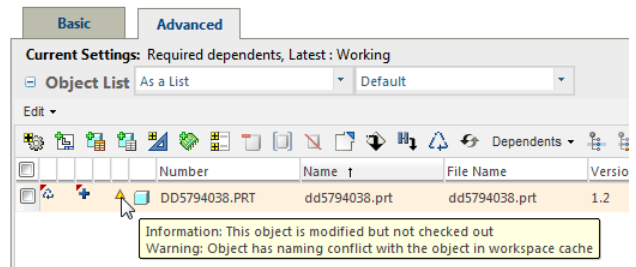 Basic Advanced
Current Settings: Required dependents, Latest : Working
Object List As a List Default
Edit
Dependents
Number Name ↑ File Name Versio
DD5794038.PRT dd5794038.prt dd5794038.prt 1.2
Information: This object is modified but not checked out
Warning: Object has naming conflict with the object in workspace cache